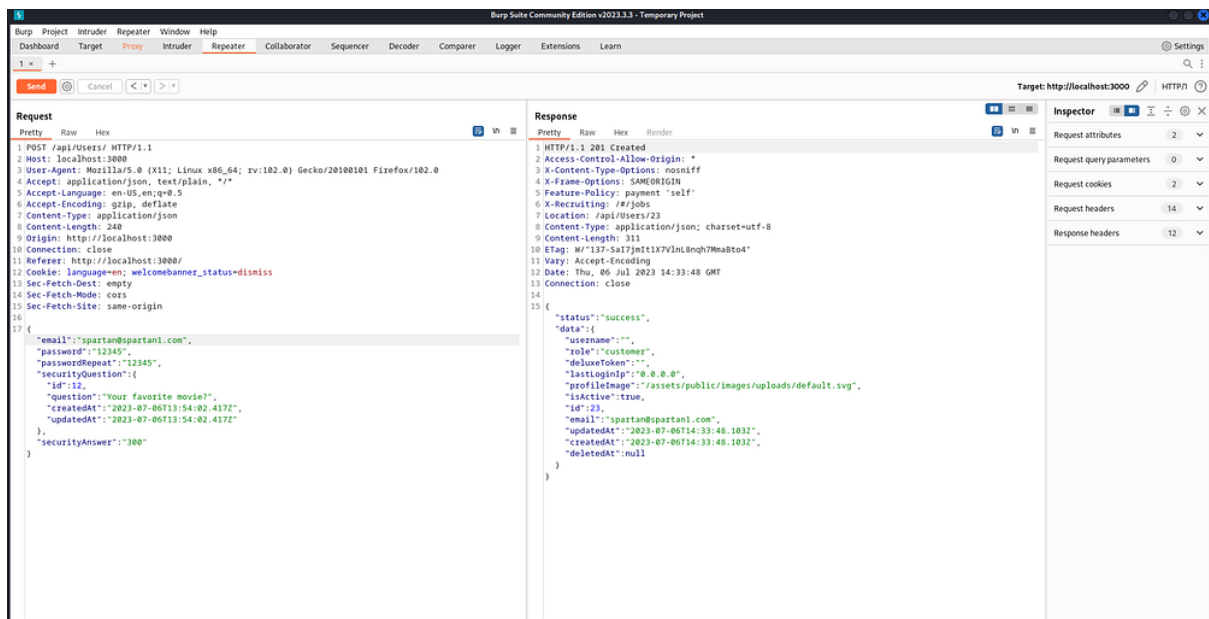 Burp Suite Community Edition v2023.3.3 - Temporary Project
Burp Project Intruder Repeater Window Help
Dashboard Target Proxy Intruder Repeater Collaborator Sequencer Decoder Comparer Logger Extensions Learn Settings
1 × +
Send Cancel < > Target: http://localhost:3000 HTTP/1
Request
Pretty Raw Hex \n
1 POST /api/Users/ HTTP/1.1
2 Host: localhost:3000
3 User-Agent: Mozilla/5.0 (X11; Linux x86_64; rv:102.0) Gecko/20100101 Firefox/102.0
4 Accept: application/json, text/plain, */*
5 Accept-Language: en-US,en;q=0.5
6 Accept-Encoding: gzip, deflate
7 Content-Type: application/json
8 Content-Length: 240
9 Origin: http://localhost:3000
10 Connection: close
11 Referer: http://localhost:3000/
12 Cookie: language=en; welcomebanner_status=dismiss
13 Sec-Fetch-Dest: empty
14 Sec-Fetch-Mode: cors
15 Sec-Fetch-Site: same-origin
16
17 {
"email":"spartan@spartan1.com",
"password":"12345",
"passwordRepeat":"12345",
"securityQuestion":{
"id":12,
"question":"Your favorite movie?",
"createdAt":"2023-07-06T13:54:02.417Z",
"updatedAt":"2023-07-06T13:54:02.417Z"
},
"securityAnswer":"300"
}
Response
Pretty Raw Hex Render \n
1 HTTP/1.1 201 Created
2 Access-Control-Allow-Origin: *
3 X-Content-Type-Options: nosniff
4 X-Frame-Options: SAMEORIGIN
5 Feature-Policy: payment 'self'
6 X-Recruiting: /#/jobs
7 Location: /api/Users/23
8 Content-Type: application/json; charset=utf-8
9 Content-Length: 311
10 ETag: W/"137-SaI7jmIt1X7VlnL8nqh7MmaBto4"
11 Vary: Accept-Encoding
12 Date: Thu, 06 Jul 2023 14:33:48 GMT
13 Connection: close
14
15 {
"status":"success",
"data":{
"username":"",
"role":"customer",
"deluxeToken":"",
"lastLoginIp":"0.0.0.0",
"profileImage":"/assets/public/images/uploads/default.svg",
"isActive":true,
"id":23,
"email":"spartan@spartan1.com",
"updatedAt":"2023-07-06T14:33:48.103Z",
"createdAt":"2023-07-06T14:33:48.103Z",
"deletedAt":null
}
}
Inspector
Request attributes 2
Request query parameters 0
Request cookies 2
Request headers 14
Response headers 12